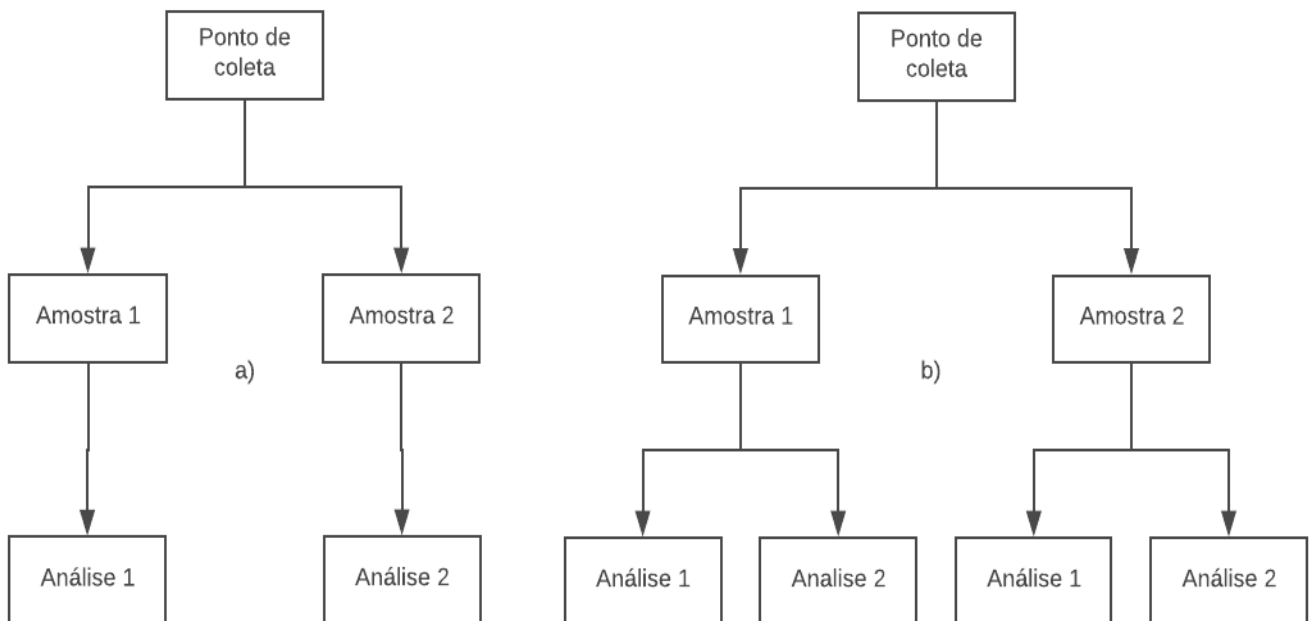 Ponto de
coleta
Ponto de
coleta
Amostra 1
Amostra 2
Amostra 1
Amostra 2
a)
b)
Análise 1
Análise 2
Análise 1
Analise 2
Análise 1
Análise 2